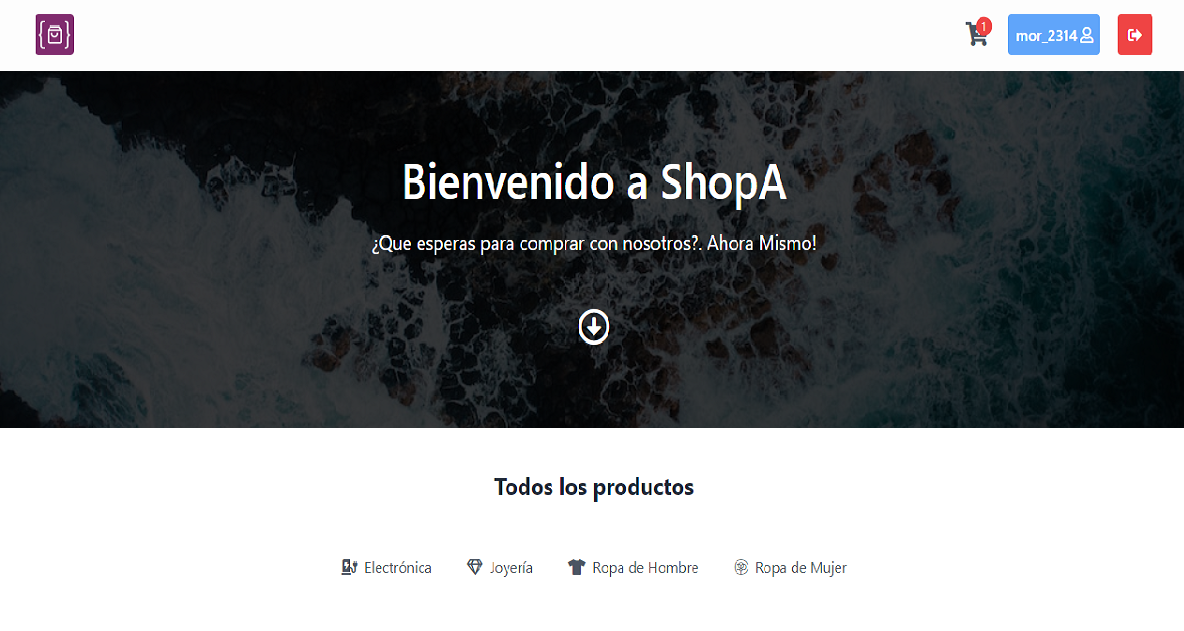 1
mor_2314
Bienvenido a ShopA
¿Que esperas para comprar con nosotros?. Ahora Mismo!
Todos los productos
Electrónica Joyería Ropa de Hombre Ropa de Mujer